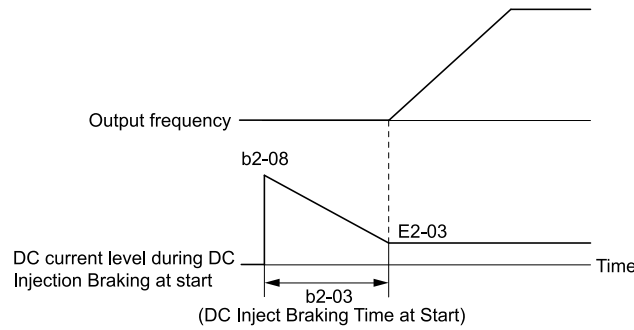 Output frequency
b2-08
E2-03
DC current level during DC
Injection Braking at start
Time
b2-03
(DC Inject Braking Time at Start)